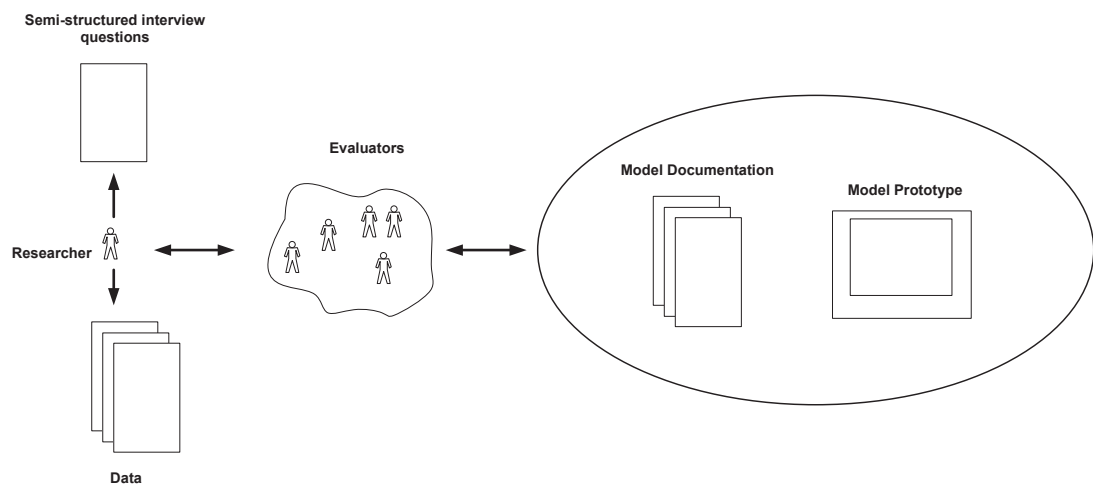 Semi-structured interview
questions
Evaluators
Model Documentation
Model Prototype
Researcher
Data